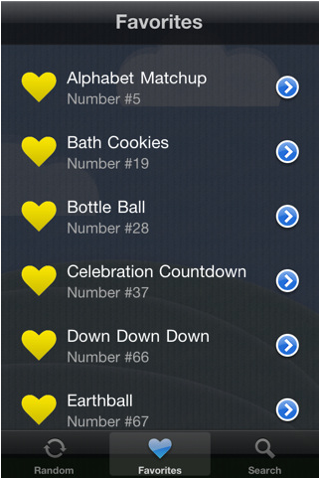 Favorites
Alphabet Matchup
Number #5
Bath Cookies
Number #19
Bottle Ball
Number #28
Celebration Countdown
Number #37
Down Down Down
Number #66
Earthball
Number #67
Random
Favorites
Search